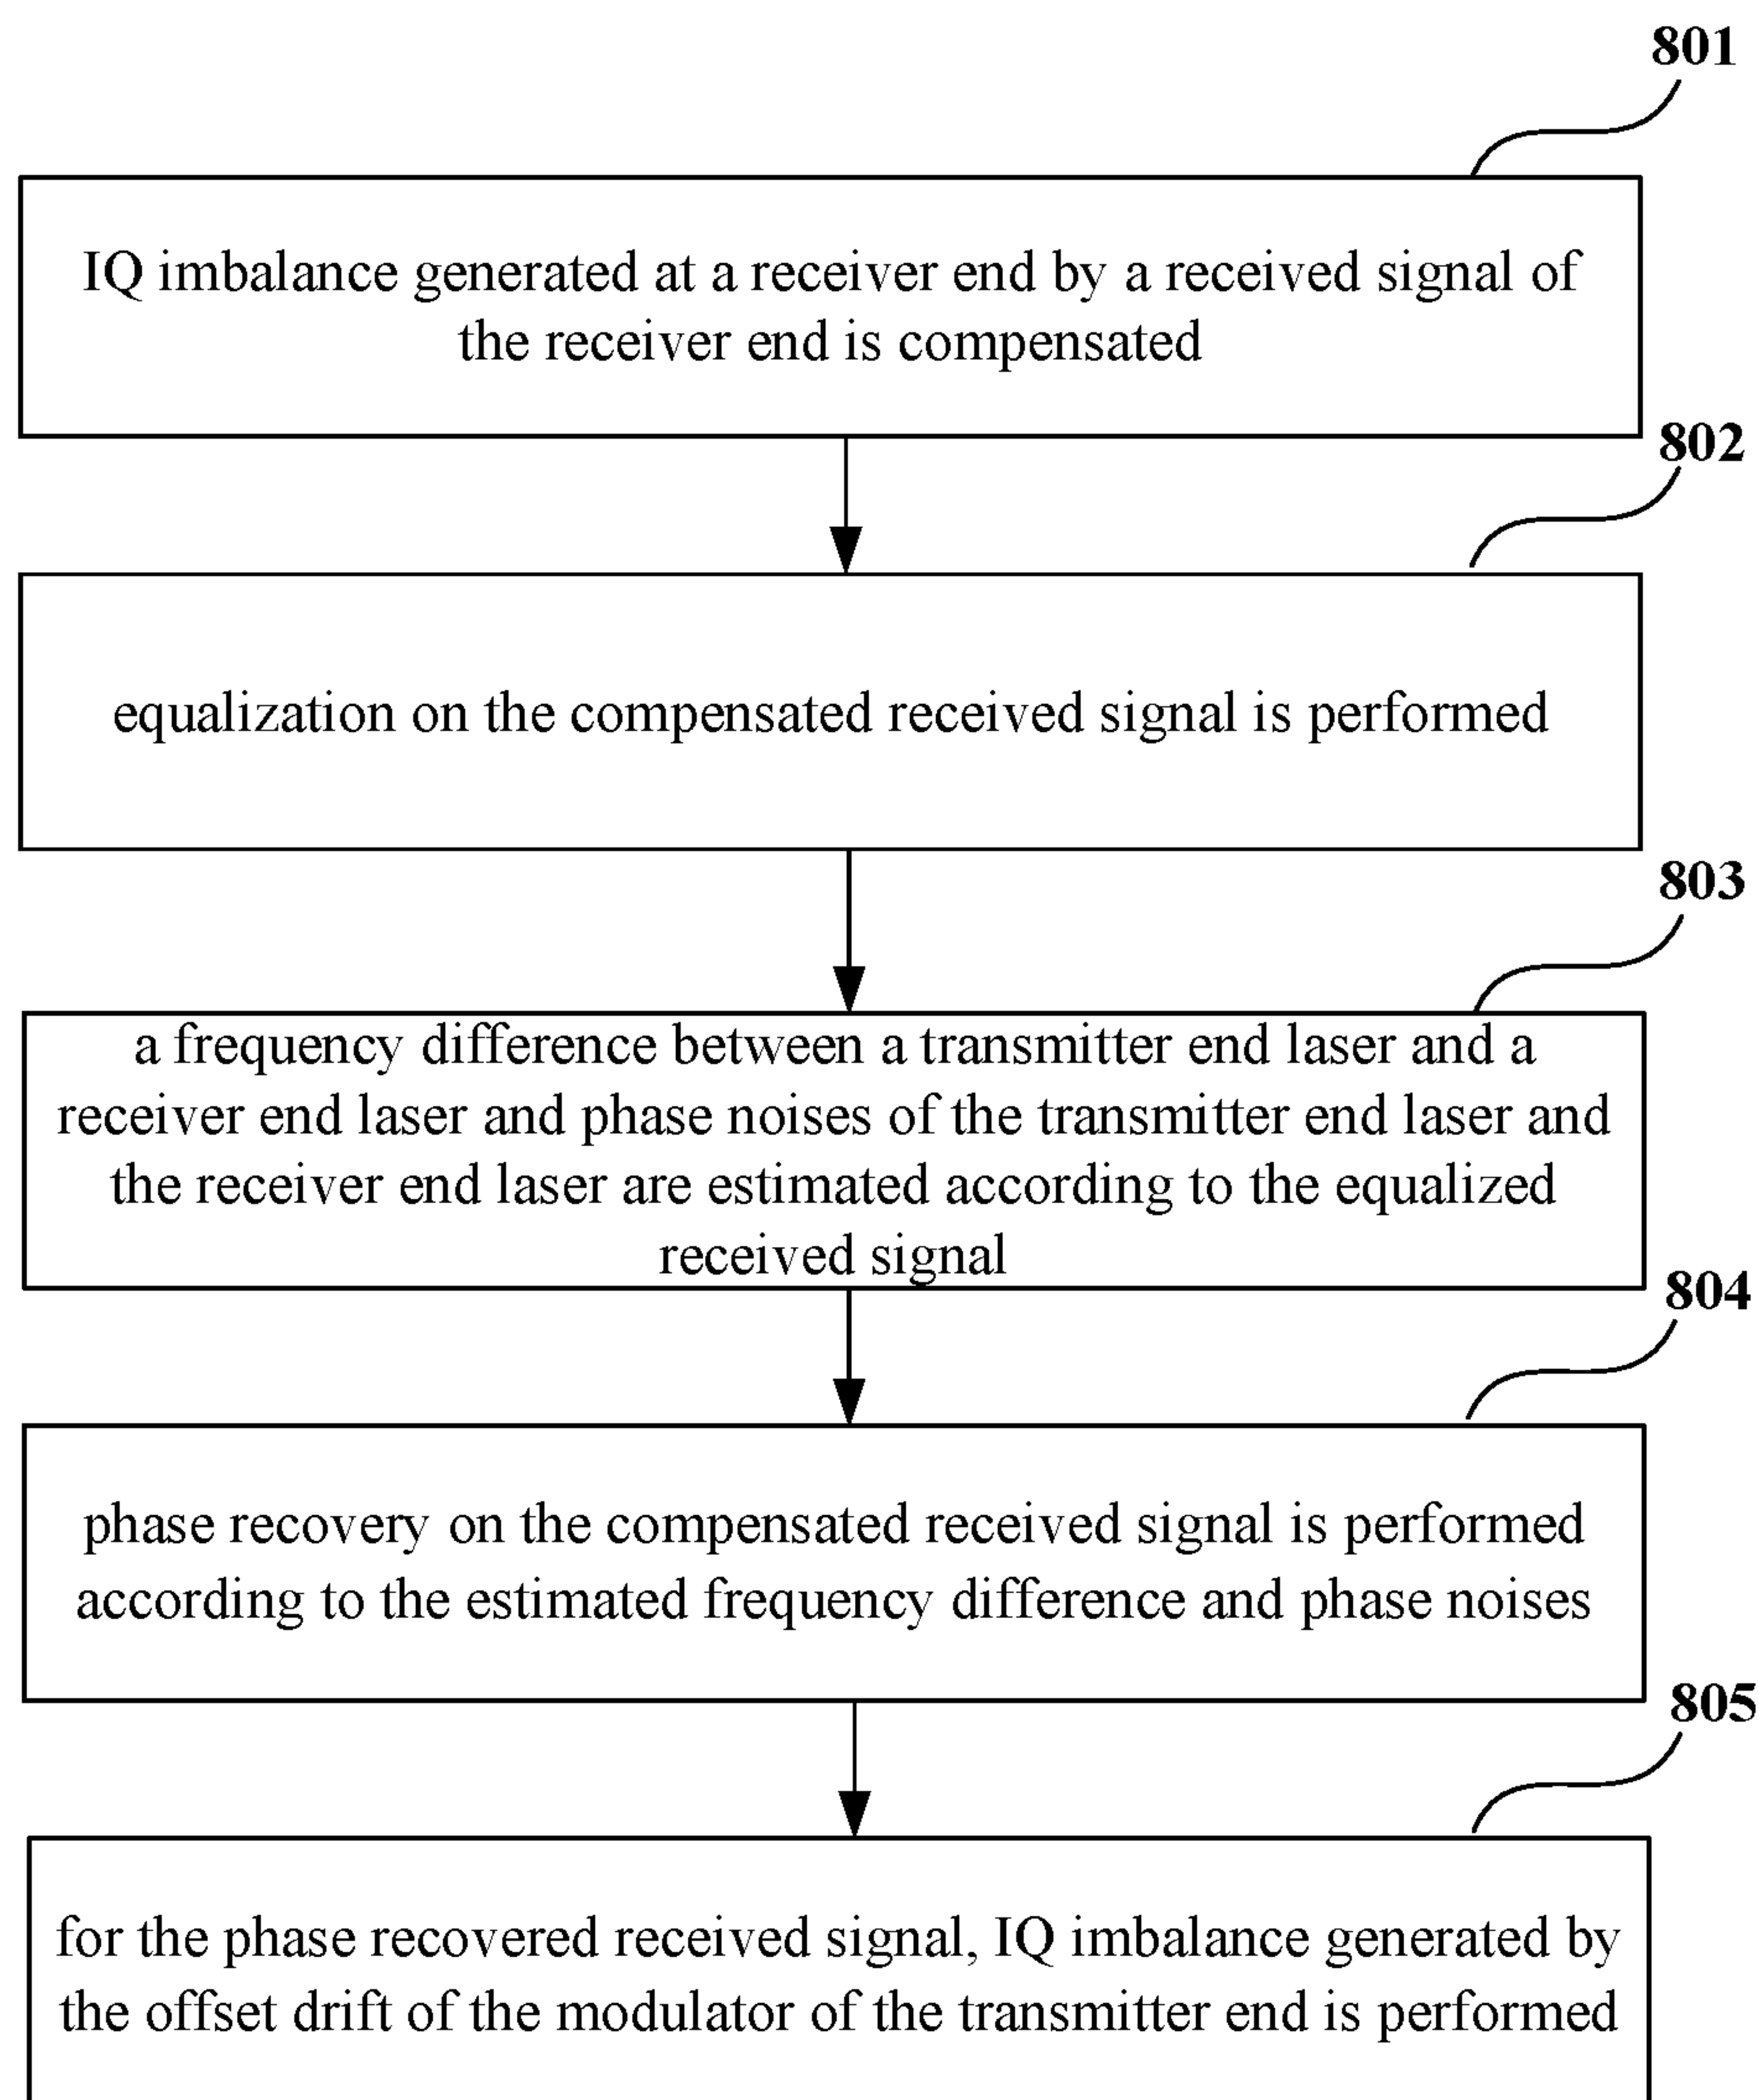 801
IQ imbalance generated at a receiver end by a received signal of
the receiver end is compensated
802
equalization on the compensated received signal is performed
803
a frequency difference between a transmitter end laser and a
receiver end laser and phase noises of the transmitter end laser and
the receiver end laser are estimated according to the equalized
received signal
804
phase recovery on the compensated received signal is performed
according to the estimated frequency difference and phase noises
805
for the phase recovered received signal, IQ imbalance generated by
the offset drift of the modulator of the transmitter end is performed